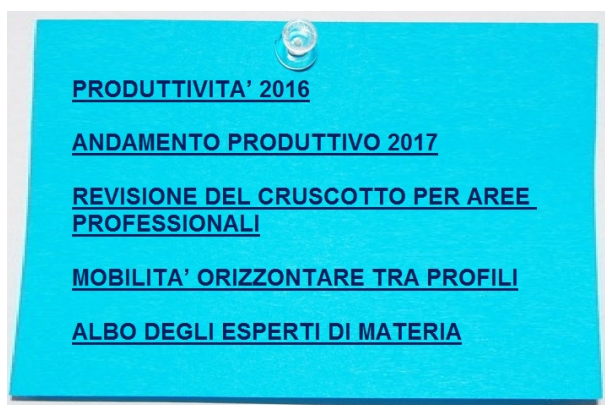 PRODUTTIVITA' 2016
ANDAMENTO PRODUTTIVO 2017
REVISIONE DEL CRUSCOTTO PER AREE
PROFESSIONALI
MOBILITA' ORIZZONTARE TRA PROFILI
ALBO DEGLI ESPERTI DI MATERIA